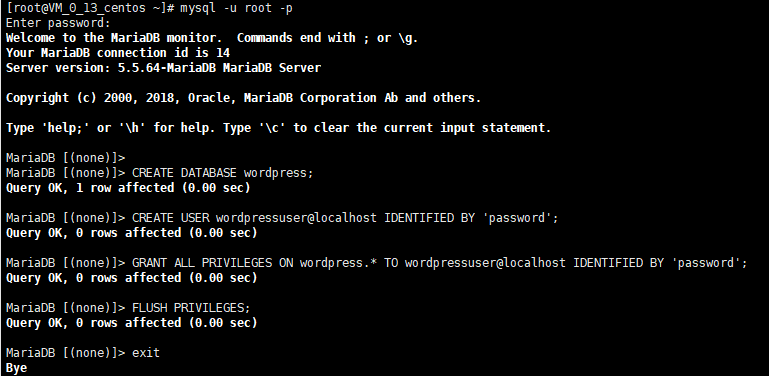 [root@VM_0_13_centos ~]# mysql -u root -p
Enter password:
Welcome to the MariaDB monitor.  Commands end with ; or \g.
Your MariaDB connection id is 14
Server version: 5.5.64-MariaDB MariaDB Server
Copyright (c) 2000, 2018, Oracle, MariaDB Corporation Ab and others.
Type 'help;' or '\h' for help. Type '\c' to clear the current input statement.
MariaDB [(none)]>
MariaDB [(none)]> CREATE DATABASE wordpress;
Query OK, 1 row affected (0.00 sec)
MariaDB [(none)]> CREATE USER wordpressuser@localhost IDENTIFIED BY 'password';
Query OK, 0 rows affected (0.00 sec)
MariaDB [(none)]> GRANT ALL PRIVILEGES ON wordpress.* TO wordpressuser@localhost IDENTIFIED BY 'password';
Query OK, 0 rows affected (0.00 sec)
MariaDB [(none)]> FLUSH PRIVILEGES;
Query OK, 0 rows affected (0.00 sec)
MariaDB [(none)]> exit
Bye